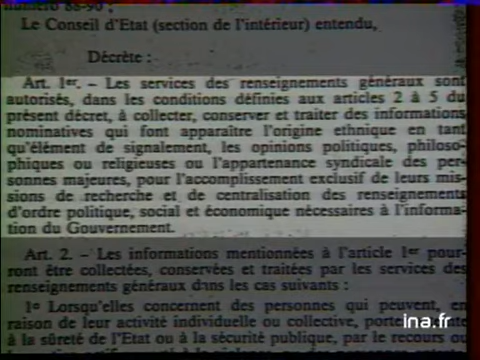 numéro 88-90 ;
Le Conseil d'Etat (section de l'intérieur) entendu,
Décrète :
Art. 1er. – Les services des renseignements généraux sont
autorisés, dans les conditions définies aux articles 2 à 5 du
présent décret, à collecter, conserver et traiter des informations
nominatives qui font apparaître l'origine ethnique en tant
qu'élément de signalement, les opinions politiques, philoso-
phiques ou religieuses ou l'appartenance syndicale des per-
sonnes majeures, pour l'accomplissement exclusif de leurs mis-
sions de recherche et de centralisation des renseignements
d'ordre politique, social et économique nécessaires à l'informa-
tion du Gouvernement.
Art. 2. – Les informations mentionnées à l'article 1er pour-
ront être collectées, conservées et traitées par les services des
renseignements généraux dans les cas suivants :
1o Lorsqu'elles concernent des personnes qui peuvent, en
raison de leur activité individuelle ou collective, porter
à la sûreté de l'Etat ou à la sécurité publique, par le recours ou
ina.fr